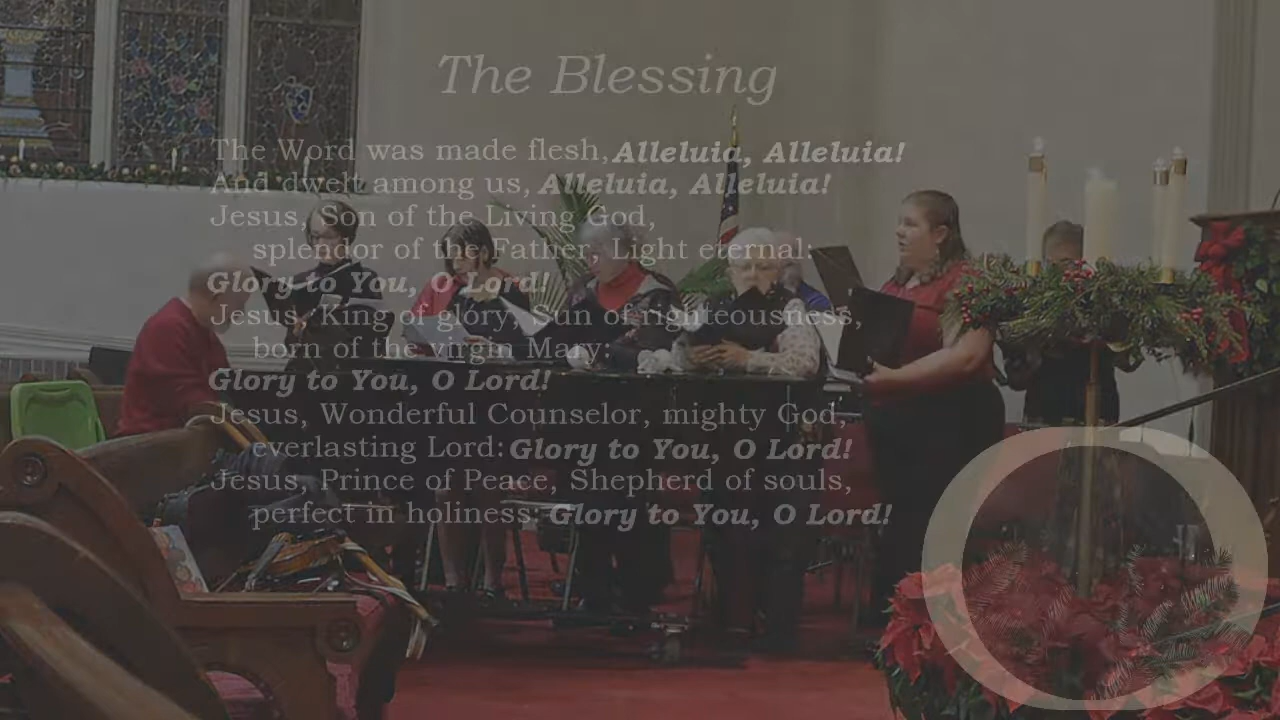 The Blessing
The Word was made flesh, Alleluia, Alleluia!
And dwelt among us, Alleluia, Alleluia!
Jesus, Son of the Living God,
splendor of the Father, Light eternal:
Glory to You, O Lord!
Jesus, King of glory, Sun of righteousness,
born of the virgin Mary:
Glory to You, O Lord!
Jesus, Wonderful Counselor, mighty God,
everlasting Lord: Glory to You, O Lord!
Jesus, Prince of Peace, Shepherd of souls,
perfect in holiness: Glory to You, O Lord!